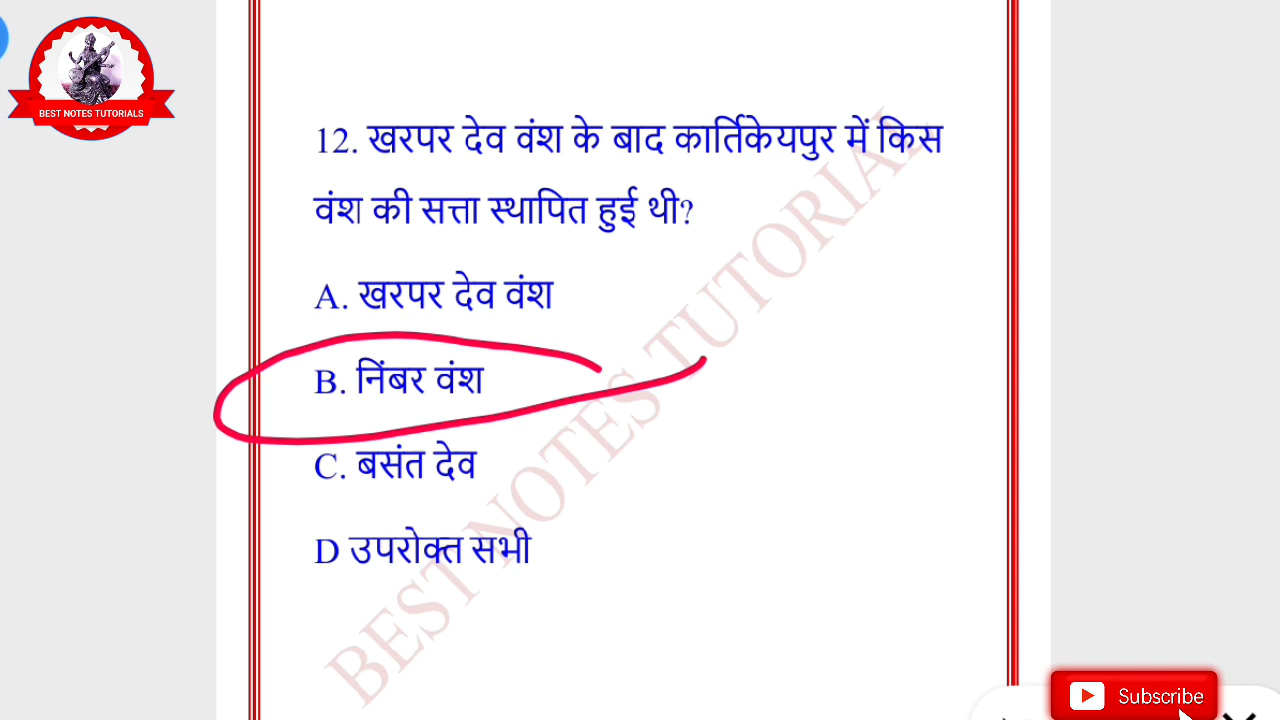 BEST NOTES TUTORIALS
12. खरपर देव वंश के बाद कार्तिकेयपुर में किस
वंश की सत्ता स्थापित हुई थी?
A. खरपर देव वंश
B. निंबर वंश
C. बसंत देव
D उपरोक्त सभी
BEST NOTES TUTORIAL
Subscribe